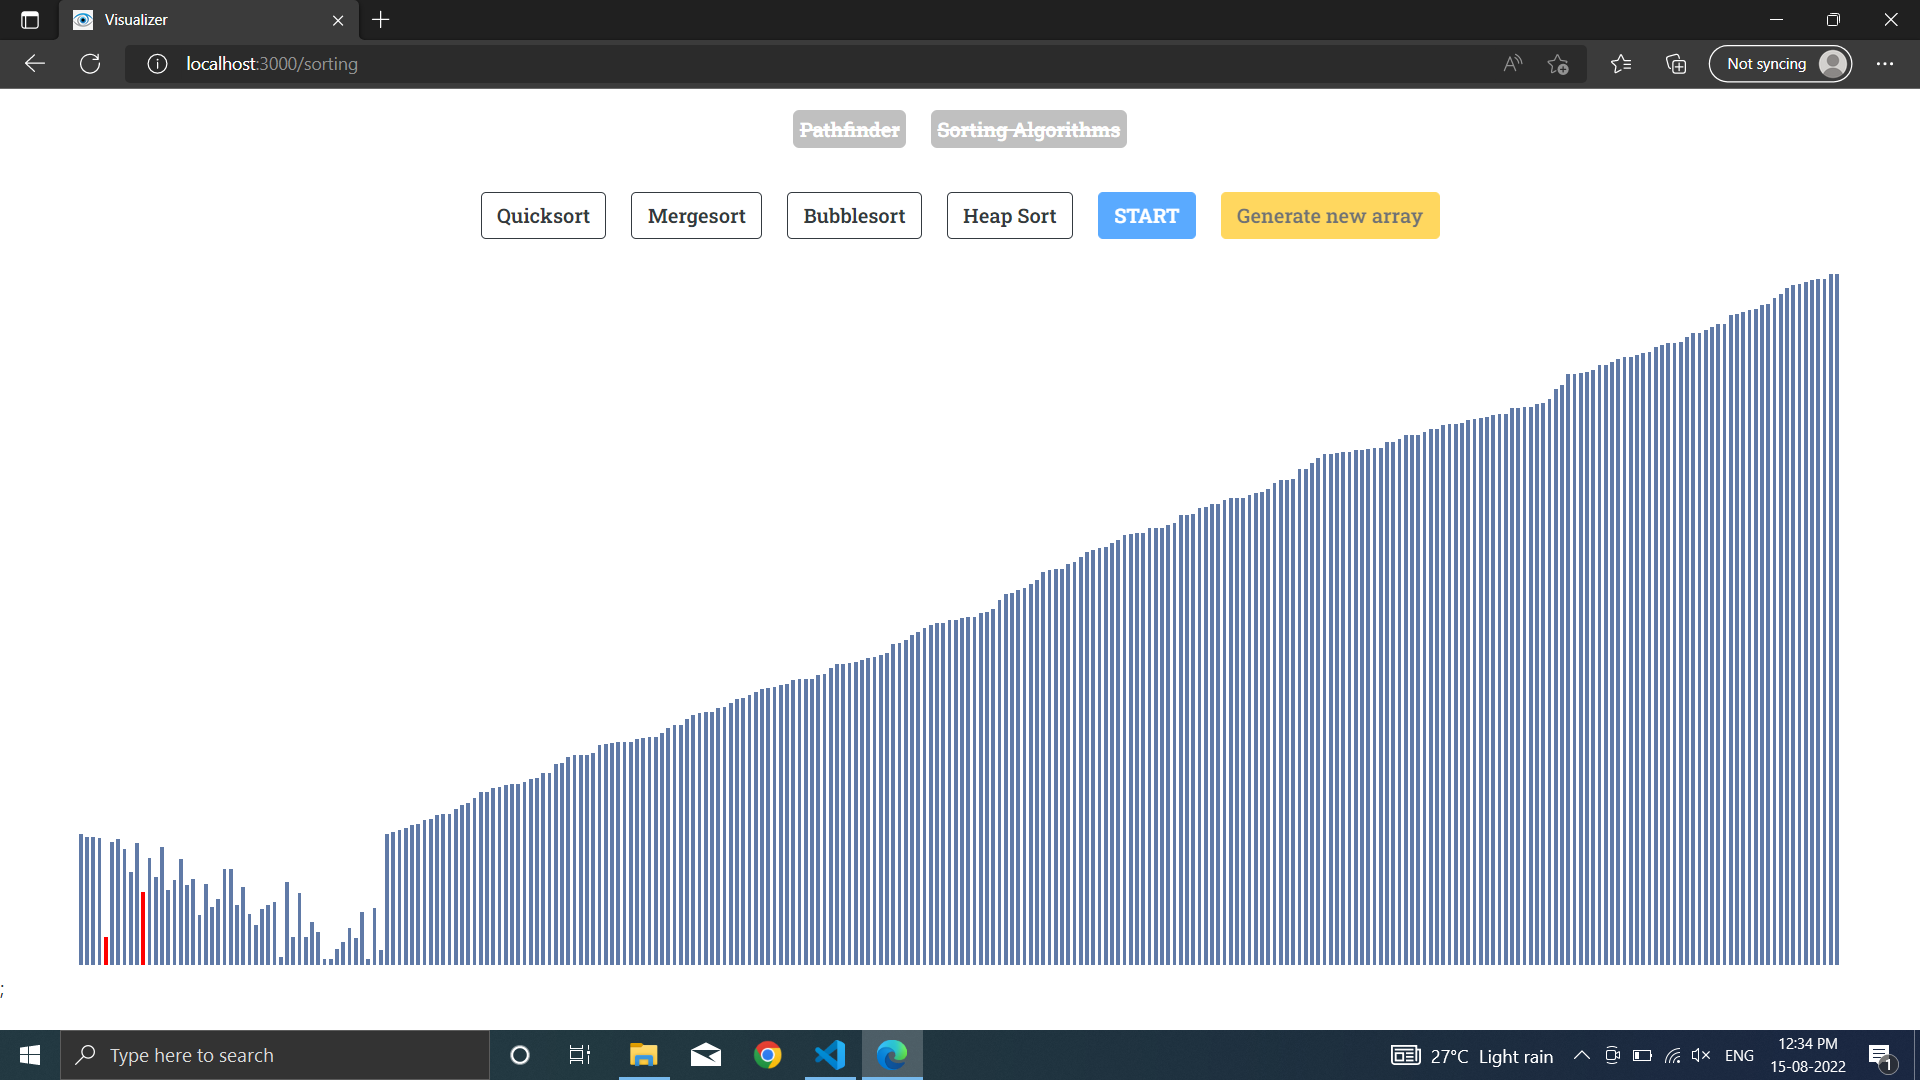 Visualizer
localhost:3000/sorting
Not syncing
Pathfinder Sorting Algorithms
Quicksort Mergesort Bubblesort Heap Sort START Generate new array
;
Type here to search
27°C Light rain
ENG
12:34 PM
15-08-2022
1